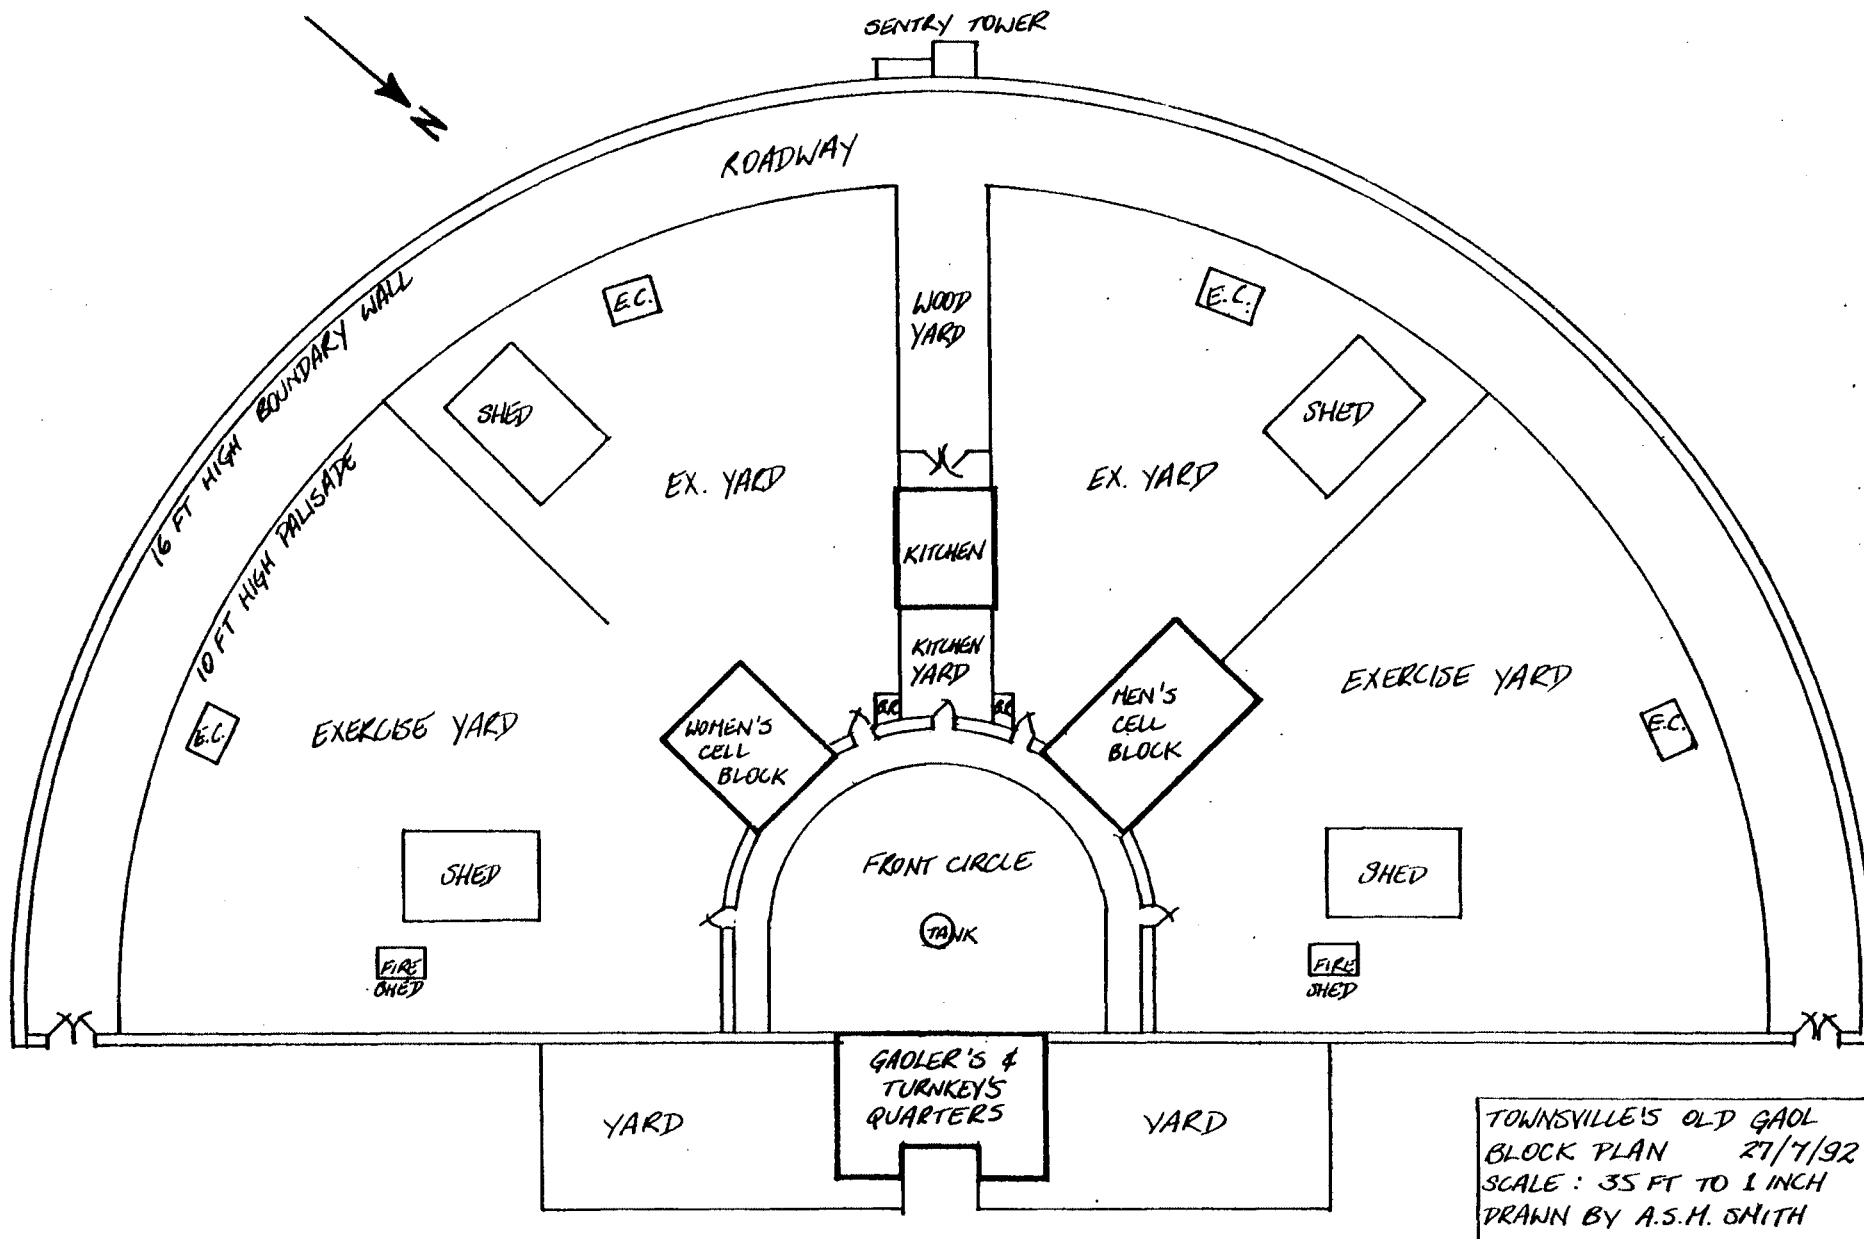 SENTRY TOWER
N
ROADWAY
16 FT HIGH BOUNDARY WALL
10 FT HIGH PALISADE
E.C.
E.C.
WOOD
YARD
SHED
SHED
EX. YARD
EX. YARD
KITCHEN
KITCHEN
YARD
EXERCISE YARD
EXERCISE YARD
E.C.
E.C.
WOMEN'S
CELL
BLOCK
MEN'S
CELL
BLOCK
SHED
SHED
FRONT CIRCLE
TANK
FIRE
SHED
FIRE
SHED
GAOLER'S &
TURNKEY'S
QUARTERS
YARD
YARD
TOWNSVILLE'S OLD GAOL
BLOCK PLAN 27/7/92
SCALE : 35 FT TO 1 INCH
DRAWN BY A.S.M. SMITH